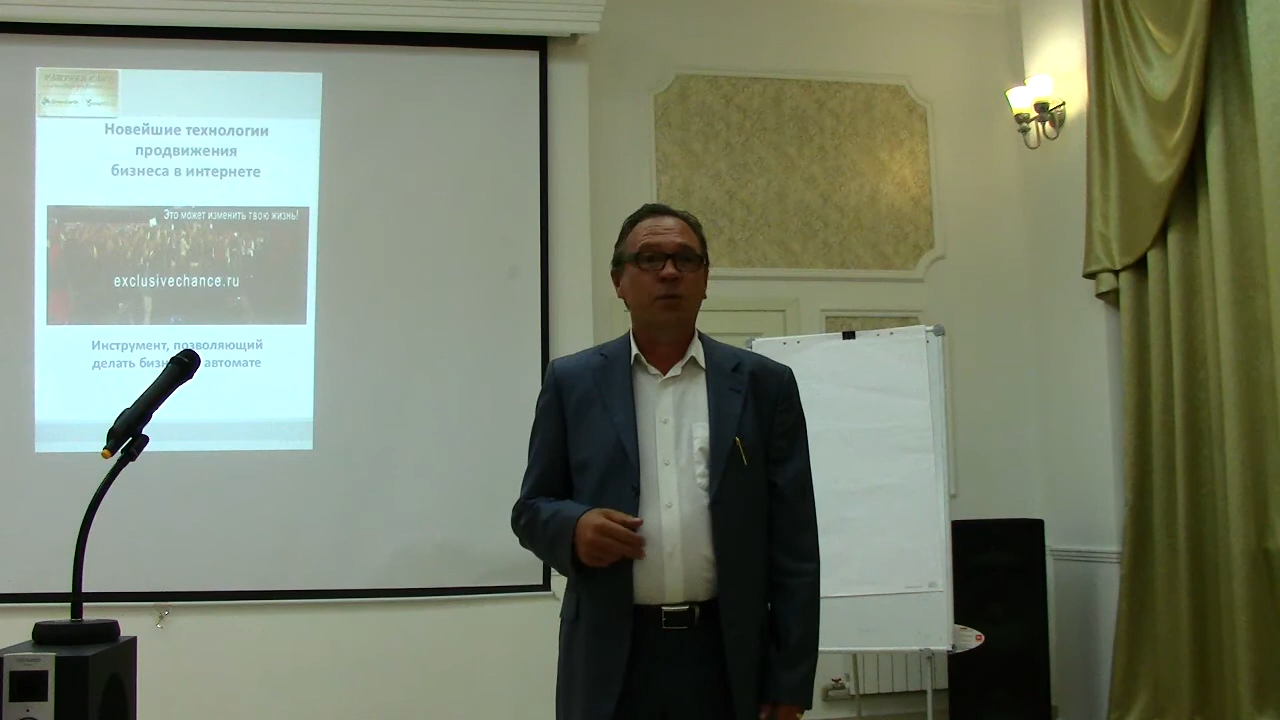 Новейшие технологии
продвижения
бизнеса в интернете
Это может изменить твою жизнь!
exclusivechance.ru
Инструмент, позволяющий
делать автомате